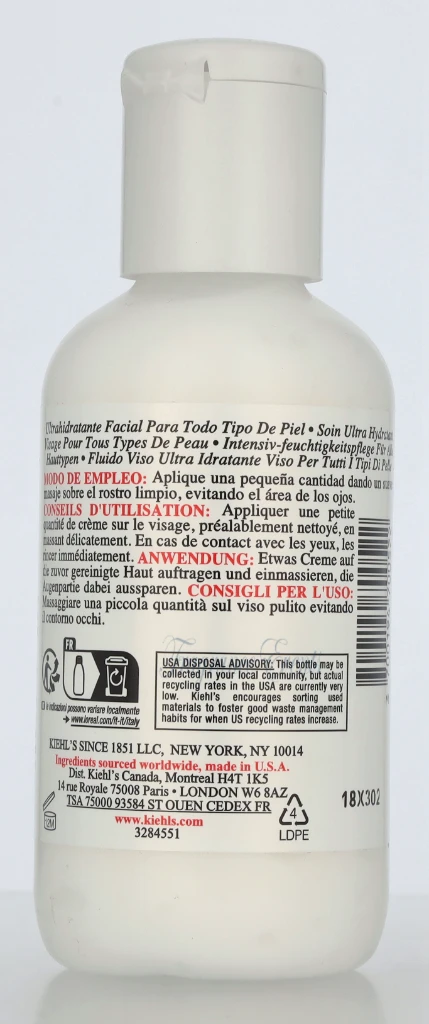 Ultrahidratante Facial Para Todo Tipo De Piel • Soin Ultra
Visage Pour Tous Types De Peau • Intensiv-feuchtigkeitspflege Für
Hauttypen • Fluido Viso Ultra Idratante Viso Per Tutti I Tipi Di
MODO DE EMPLEO: Aplique una pequeña cantidad dando un
masaje sobre el rostro limpio, evitando el área de los ojos.
CONSEILS D'UTILISATION: Appliquer une petite
quantité de crème sur le visage, préalablement nettoyé, en
massant délicatement. En cas de contact avec les yeux, les
rincer immédiatement. ANWENDUNG: Etwas Creme auf
die zuvor gereinigte Haut auftragen und einmassieren, die
Augenpartie dabei aussparen. CONSIGLI PER L'USO:
Massaggiare una piccola quantità sul viso pulito evitando
il contorno occhi.
FR
indicazioni possono variare localmente
www.loreal.com/it-it/italy
USA DISPOSAL ADVISORY: This bottle may be
collected in your local community, but actual
recycling rates in the USA are currently very
low. Kiehl's encourages sorting used
materials to foster good waste management
habits for when US recycling rates increase.
KIEHL'S SINCE 1851 LLC, NEW YORK, NY 10014
Ingredients sourced worldwide, made in U.S.A.
Dist. Kiehl's Canada, Montreal H4T 1K5
14 rue Royale 75008 Paris • LONDON W6 8AZ
TSA 75000 93584 ST OUEN CEDEX FR
www.kiehls.com
3284551
12M
4
LDPE
18X302